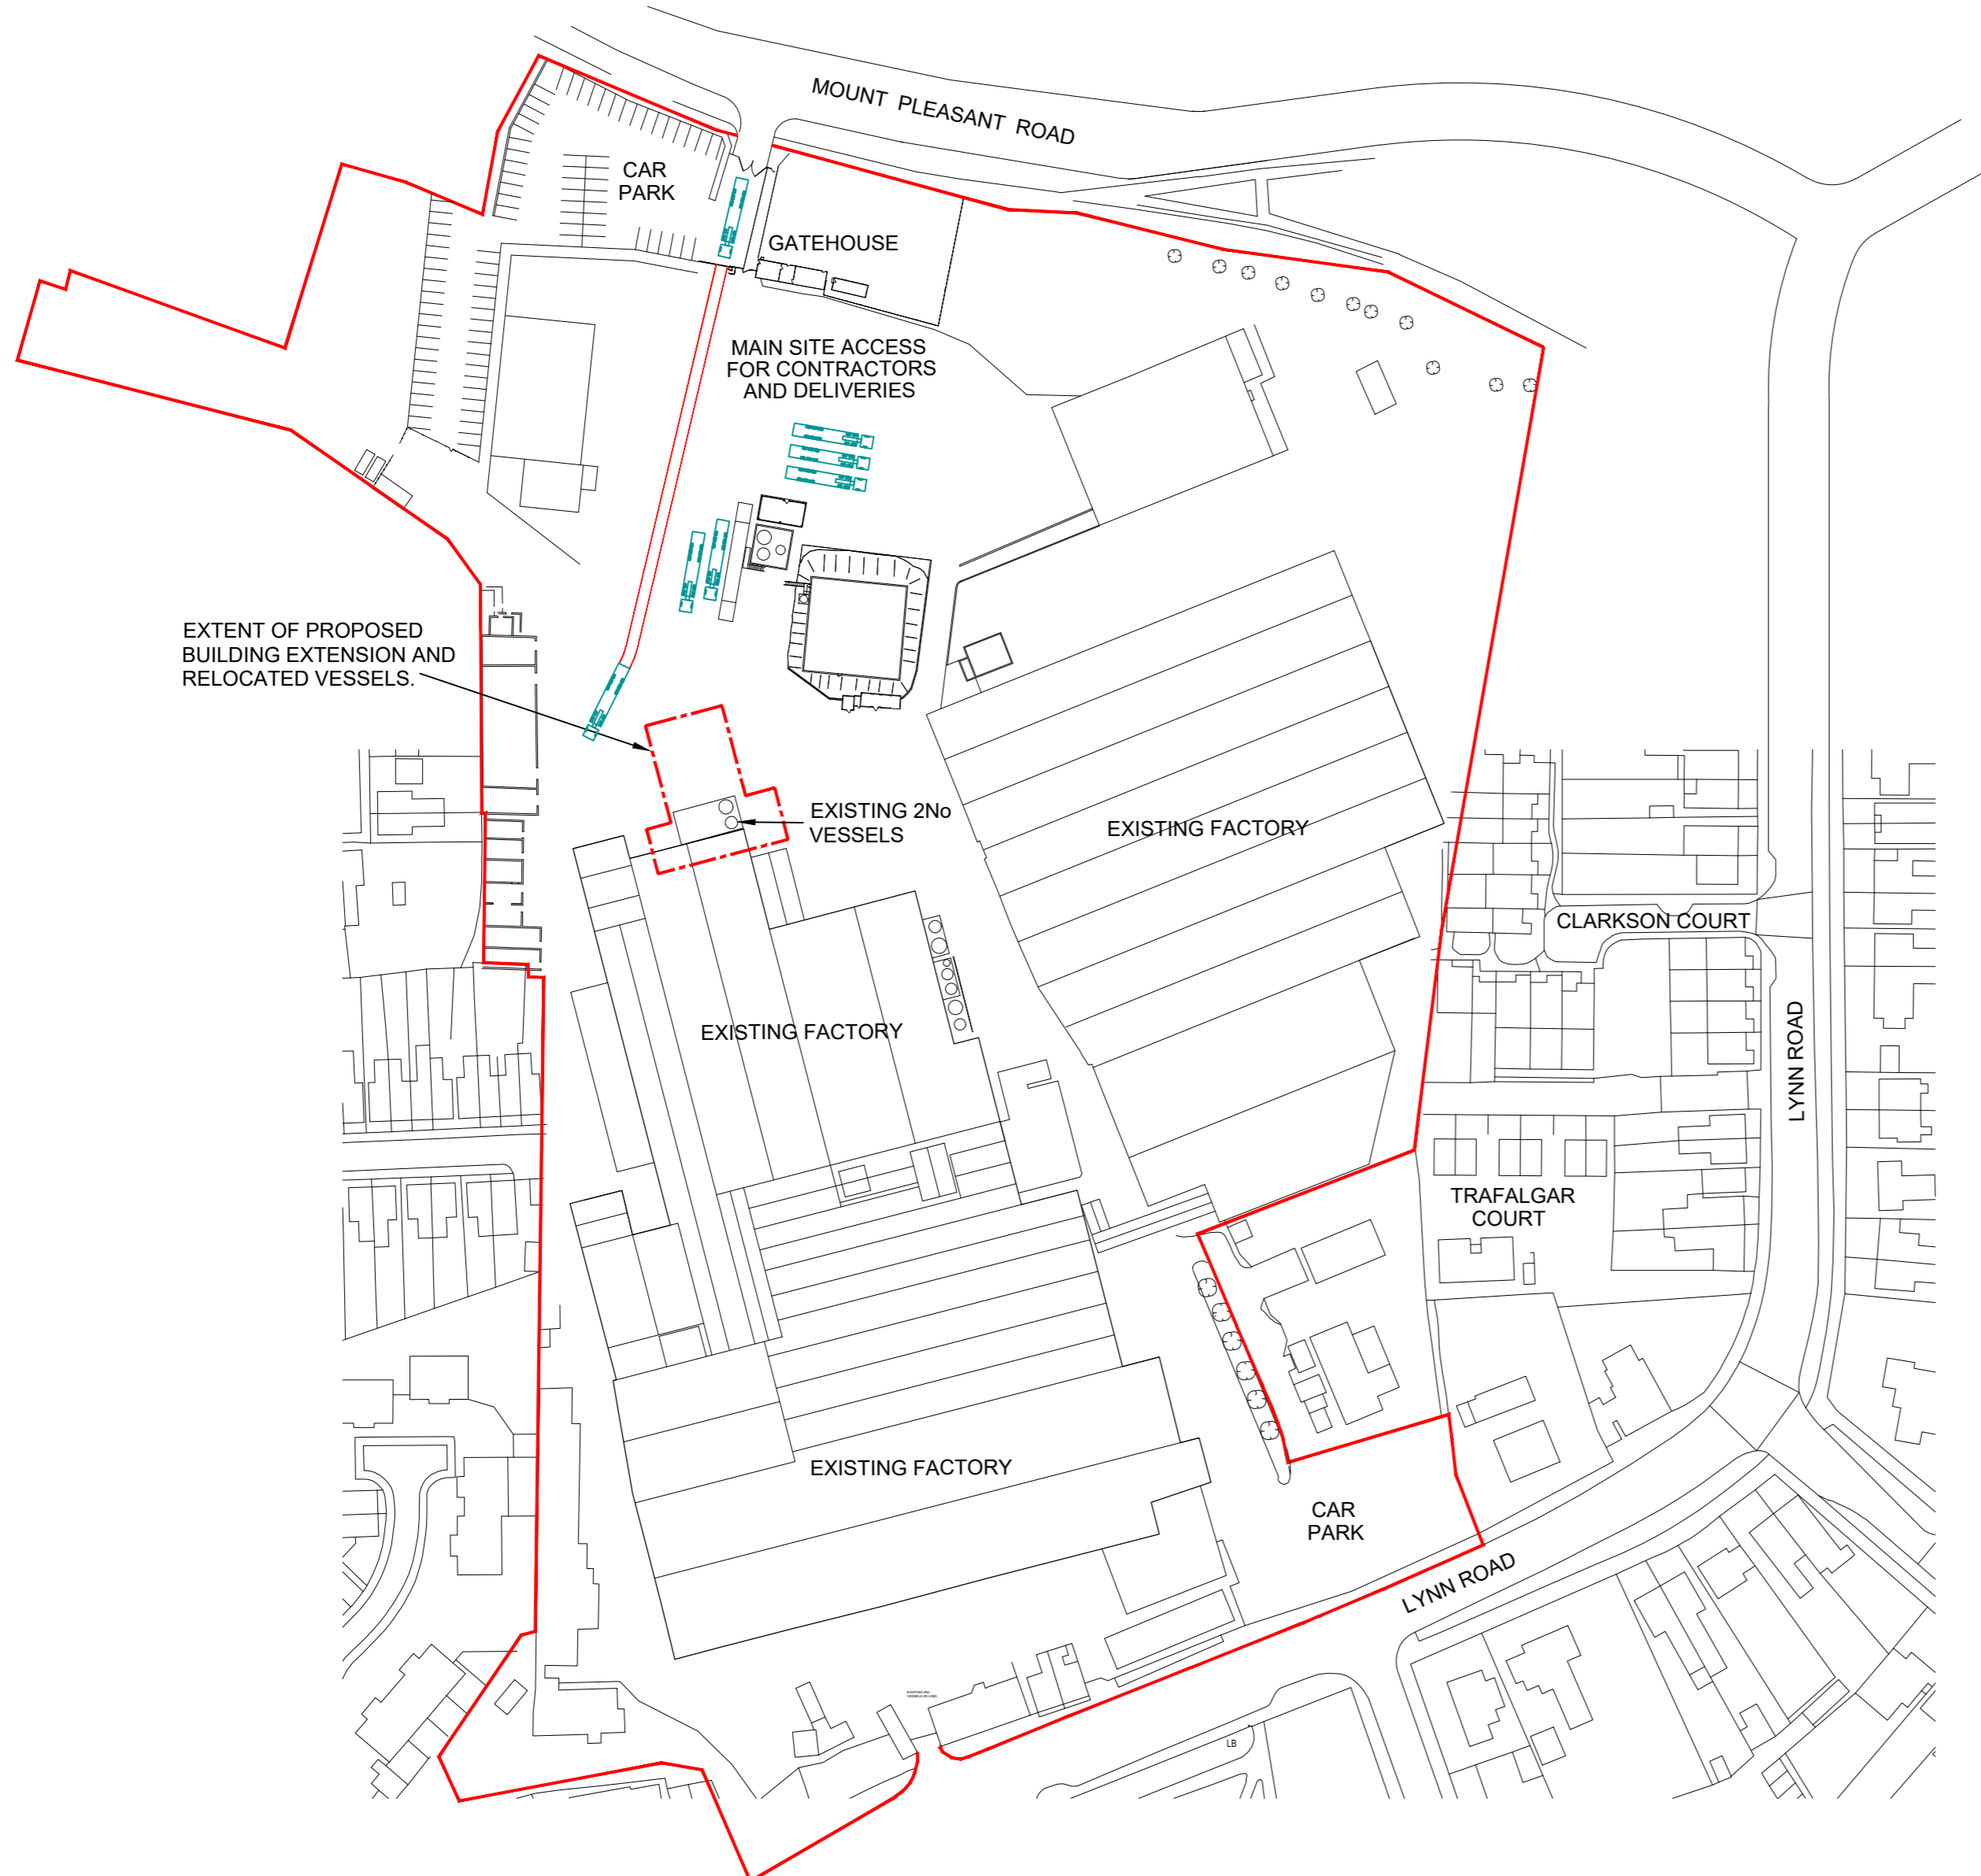 MOUNT PLEASANT ROAD
CAR
PARK
GATEHOUSE
MAIN SITE ACCESS
FOR CONTRACTORS
AND DELIVERIES
EXTENT OF PROPOSED
BUILDING EXTENSION AND
RELOCATED VESSELS.
EXISTING 2No
VESSELS
EXISTING FACTORY
CLARKSON COURT
EXISTING FACTORY
LYNN ROAD
TRAFALGAR
COURT
EXISTING FACTORY
CAR
PARK
LYNN ROAD
LB